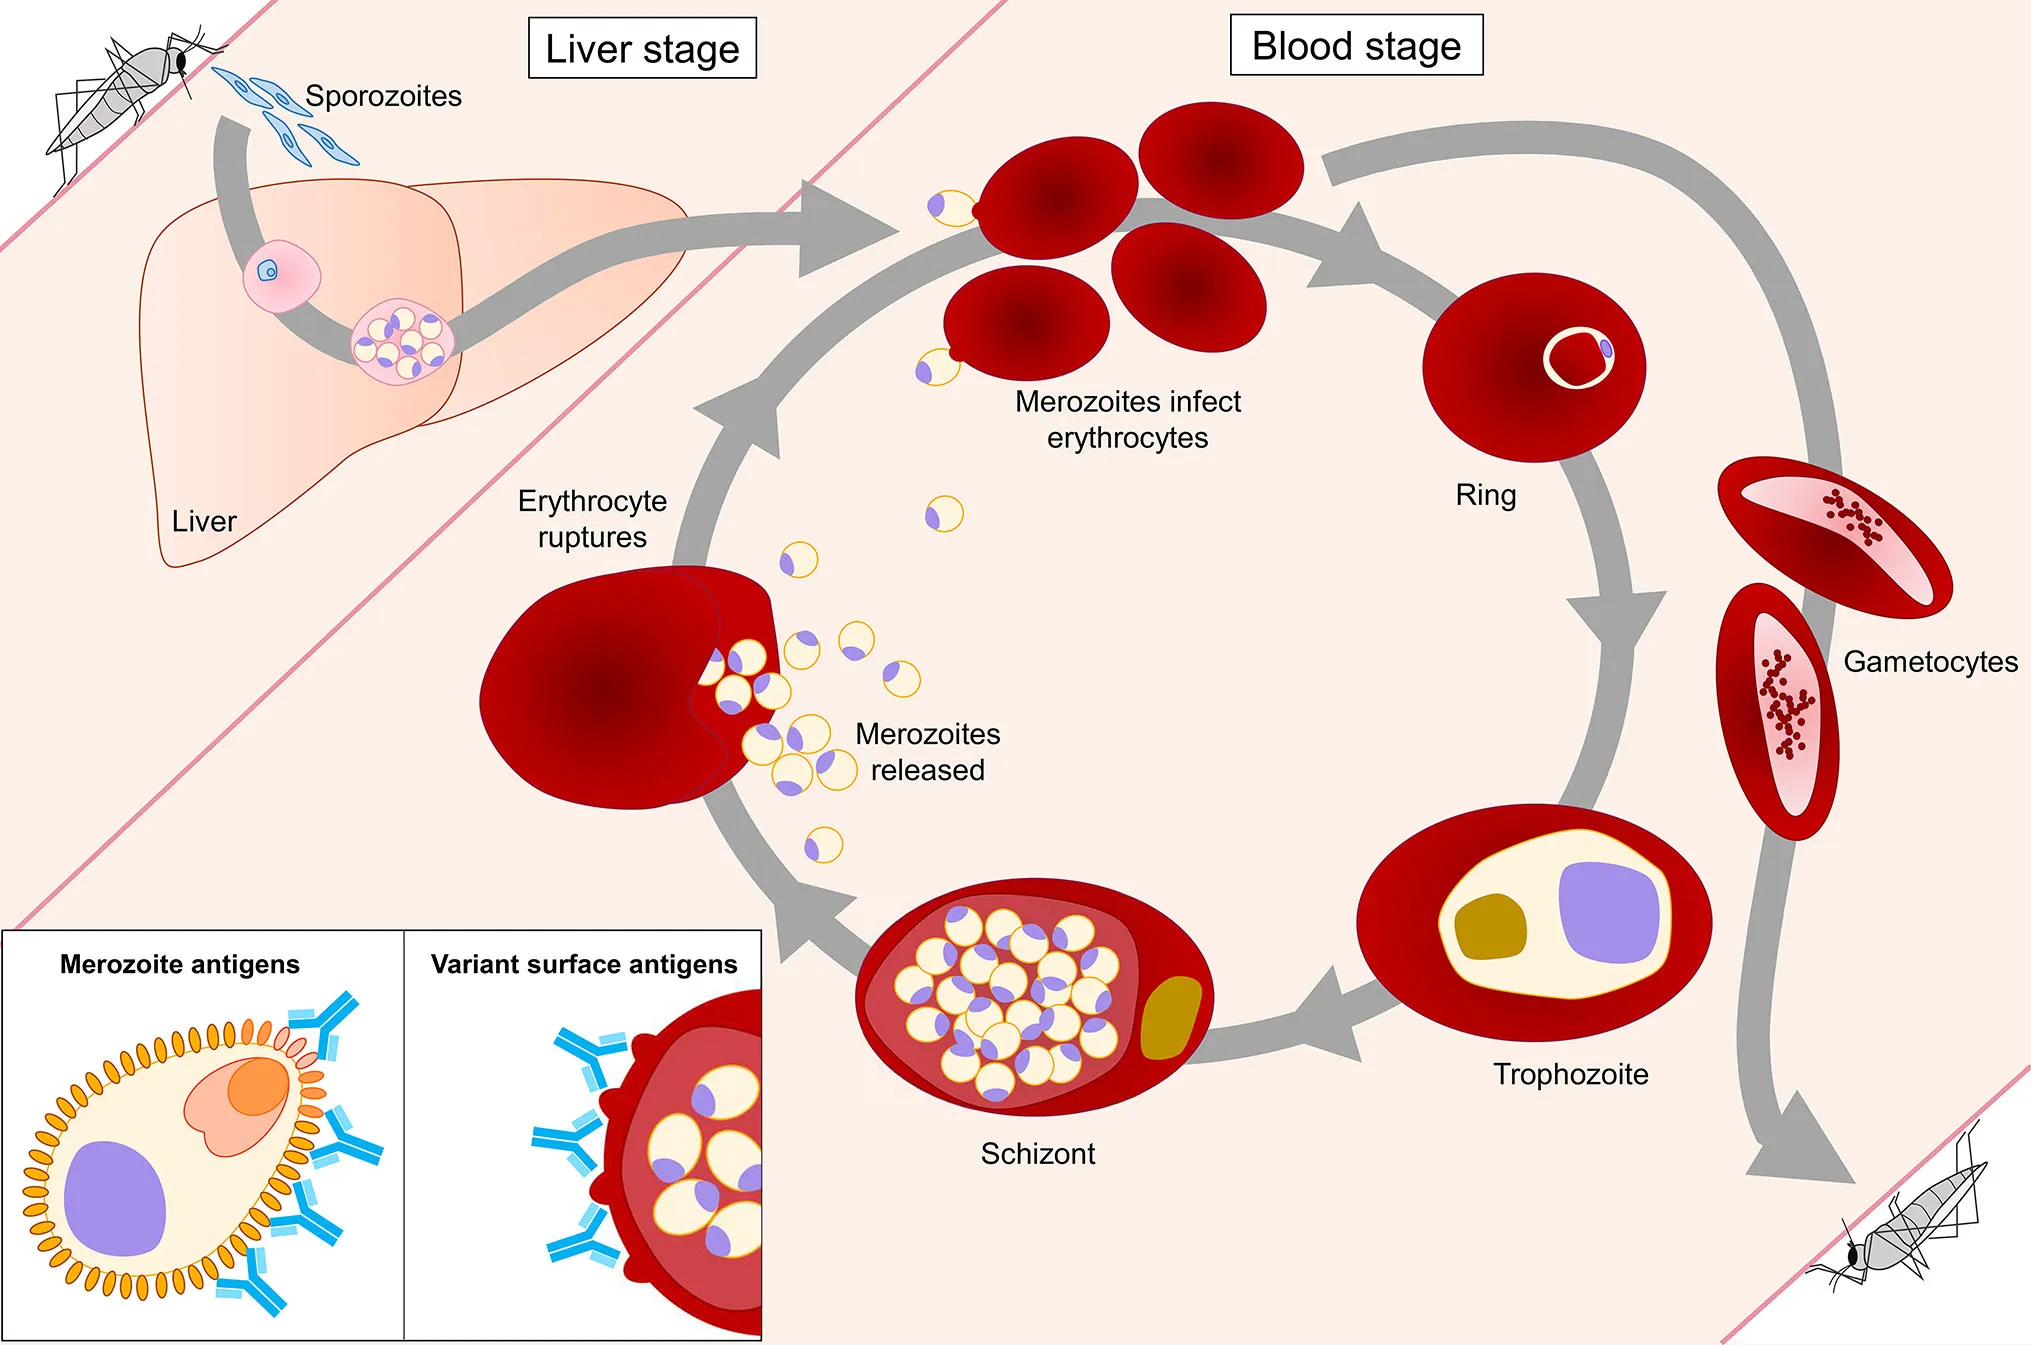 Liver stage
Blood stage
Sporozoites
Liver
Merozoites infect
erythrocytes
Ring
Erythrocyte
ruptures
Gametocytes
Merozoites
released
Trophozoite
Schizont
Merozoite antigens
Variant surface antigens